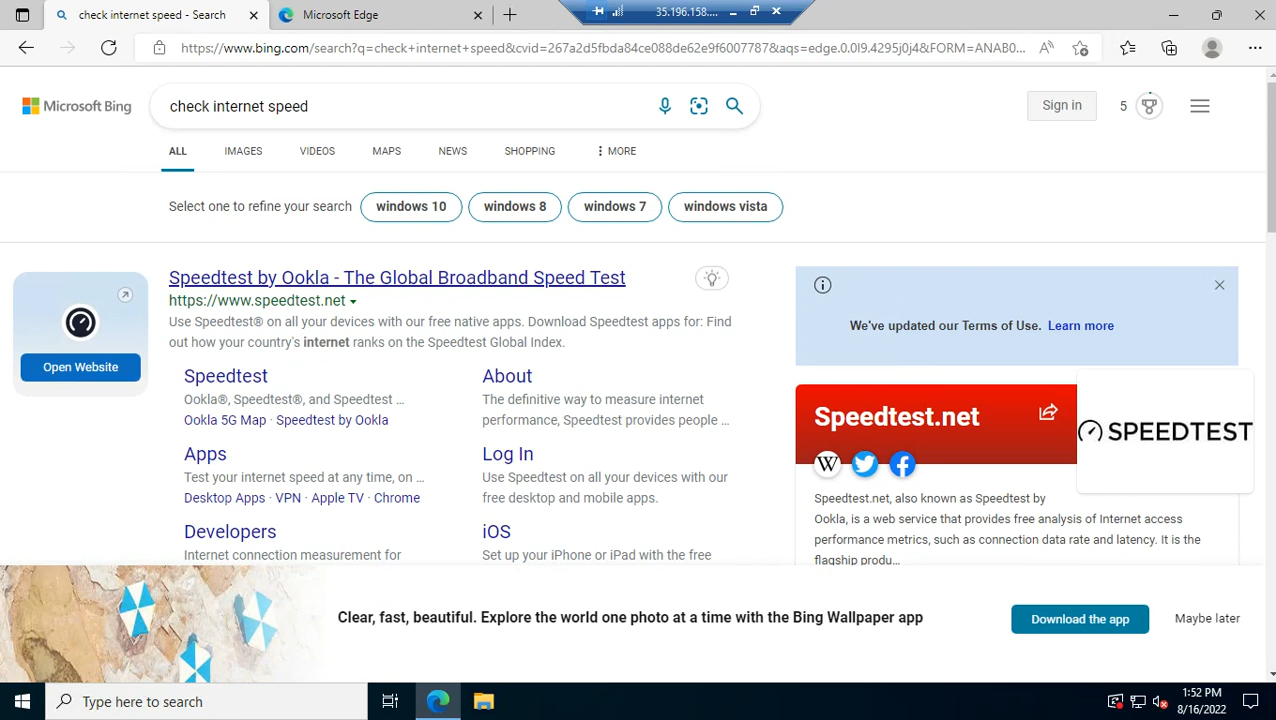 check internet speed - Search
Microsoft Edge
35.196.158....
https://www.bing.com/search?q=check+internet+speed&cvid=267a2d5fbda84ce088de62e9f6007787&aqs=edge.0.0l9.4295j0j4&FORM=ANAB0...
Microsoft Bing
check internet speed
Sign in
5
ALL
IMAGES
VIDEOS
MAPS
NEWS
SHOPPING
MORE
Select one to refine your search
windows 10
windows 8
windows 7
windows vista
Speedtest by Ookla - The Global Broadband Speed Test
https://www.speedtest.net
Use Speedtest® on all your devices with our free native apps. Download Speedtest apps for: Find
out how your country's internet ranks on the Speedtest Global Index.
Open Website
Speedtest
Ookla®, Speedtest®, and Speedtest ...
Ookla 5G Map · Speedtest by Ookla
About
The definitive way to measure internet
performance, Speedtest provides people ...
Apps
Test your internet speed at any time, on ...
Desktop Apps · VPN · Apple TV · Chrome
Log In
Use Speedtest on all your devices with our
free desktop and mobile apps.
Developers
Internet connection measurement for
iOS
Set up your iPhone or iPad with the free
We've updated our Terms of Use. Learn more
Speedtest.net
W
SPEEDTEST
Speedtest.net, also known as Speedtest by
Ookla, is a web service that provides free analysis of Internet access
performance metrics, such as connection data rate and latency. It is the
flagship produ...
Clear, fast, beautiful. Explore the world one photo at a time with the Bing Wallpaper app
Download the app
Maybe later
Type here to search
1:52 PM
8/16/2022